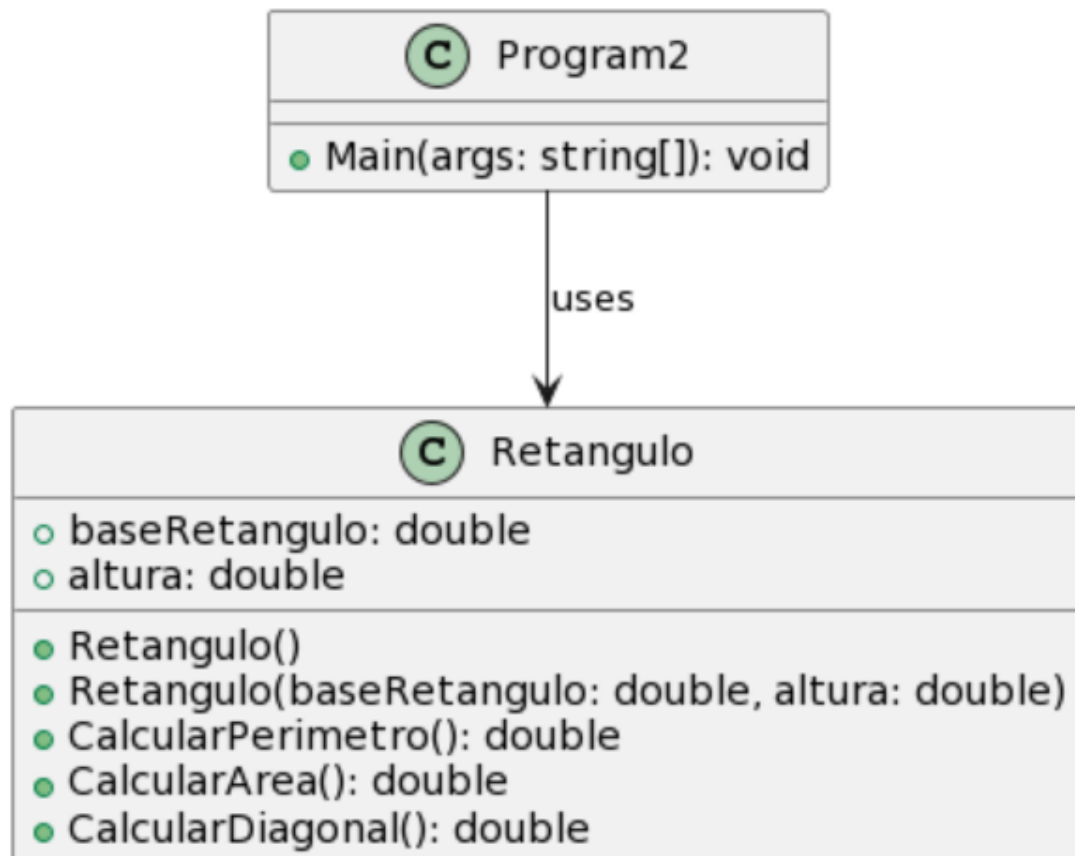 C Program2
Main(args: string[]): void
uses
C Retangulo
baseRetangulo: double
altura: double
Retangulo()
Retangulo(baseRetangulo: double, altura: double)
CalcularPerimetro(): double
CalcularArea(): double
CalcularDiagonal(): double